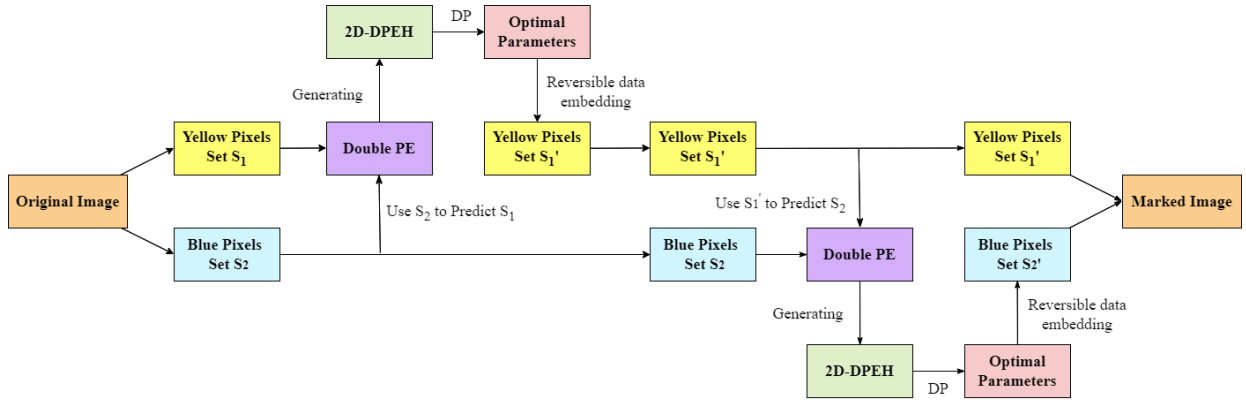 2D-DPEH
DP
Optimal
Parameters
Generating
Reversible data
embedding
Yellow Pixels
Set S1
Double PE
Yellow Pixels
Set S1'
Yellow Pixels
Set S1'
Yellow Pixels
Set S1'
Original Image
Use S2 to Predict S1
Use S1' to Predict S2
Marked Image
Blue Pixels
Set S2
Blue Pixels
Set S2
Double PE
Blue Pixels
Set S2'
Generating
Reversible data
embedding
2D-DPEH
DP
Optimal
Parameters